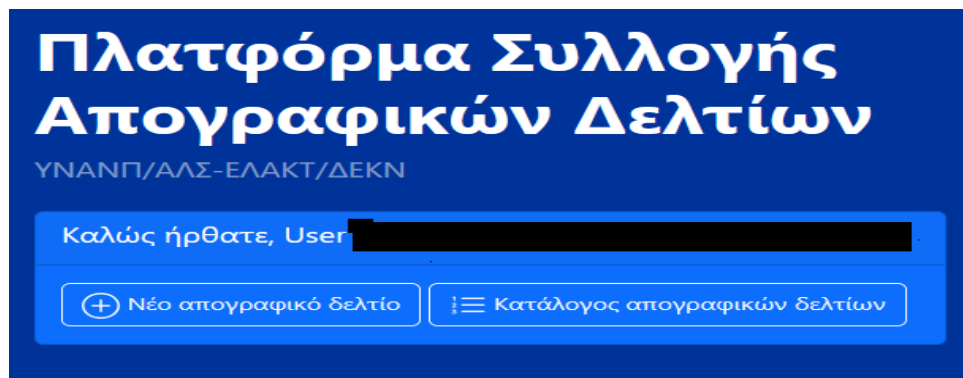 Πλατφόρμα Συλλογής
Απογραφικών Δελτίων
ΥΝΑΝΠ/ΑΛΣ-ΕΛΑΚΤ/ΔΕΚΝ
Καλώς ήρθατε, User
Νέο απογραφικό δελτίο
Κατάλογος απογραφικών δελτίων